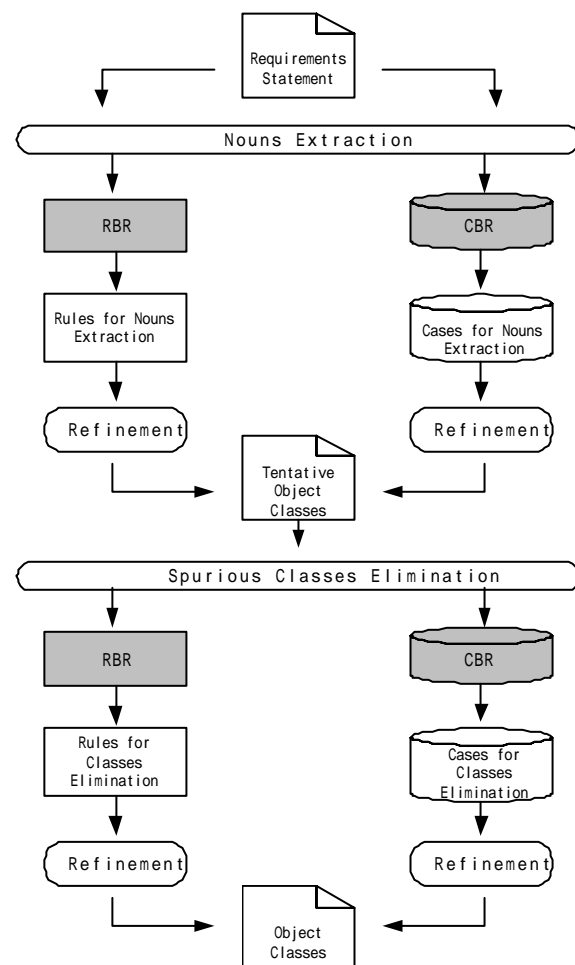 Requirements
Statement
Nouns Extraction
RBR
CBR
Rules for Nouns
Extraction
Cases for Nouns
Extraction
Refinement
Refinement
Tentative
Object
Classes
Spurious Classes Elimination
RBR
CBR
Rules for
Classes
Elimination
Cases for
Classes
Elimination
Refinement
Refinement
Object
Classes